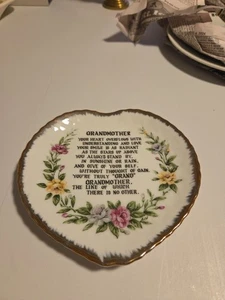 GRANDMOTHER
YOUR HEART OVERFLOWS WITH
UNDERSTANDING AND LOVE
YOUR SMILE IS AS RADIANT
AS THE STARS UP ABOVE
YOU ALWAYS STAND BY,
IN SUNSHINE OR RAIN,
AND GIVE OF YOUR SELF,
WITHOUT THOUGHT OF GAIN.
YOU'RE TRULY "GRAND"
GRANDMOTHER,
THE LIKE OF WHICH
THERE IS NO OTHER.